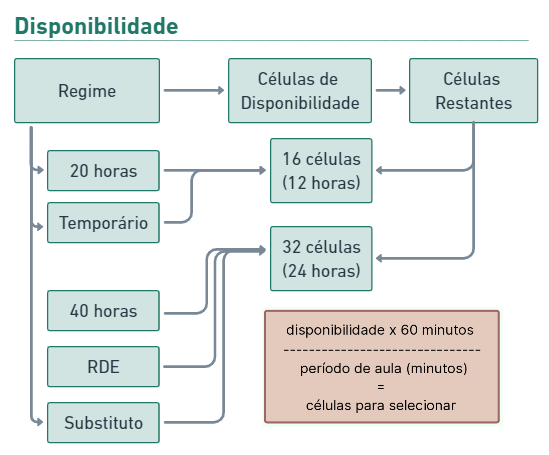 Disponibilidade
Regime
Células de
Disponibilidade
Células
Restantes
20 horas
Temporário
16 células
(12 horas)
32 células
(24 horas)
40 horas
RDE
Substituto
disponibilidade x 60 minutos
--------------------------------
período de aula (minutos)
=
células para selecionar